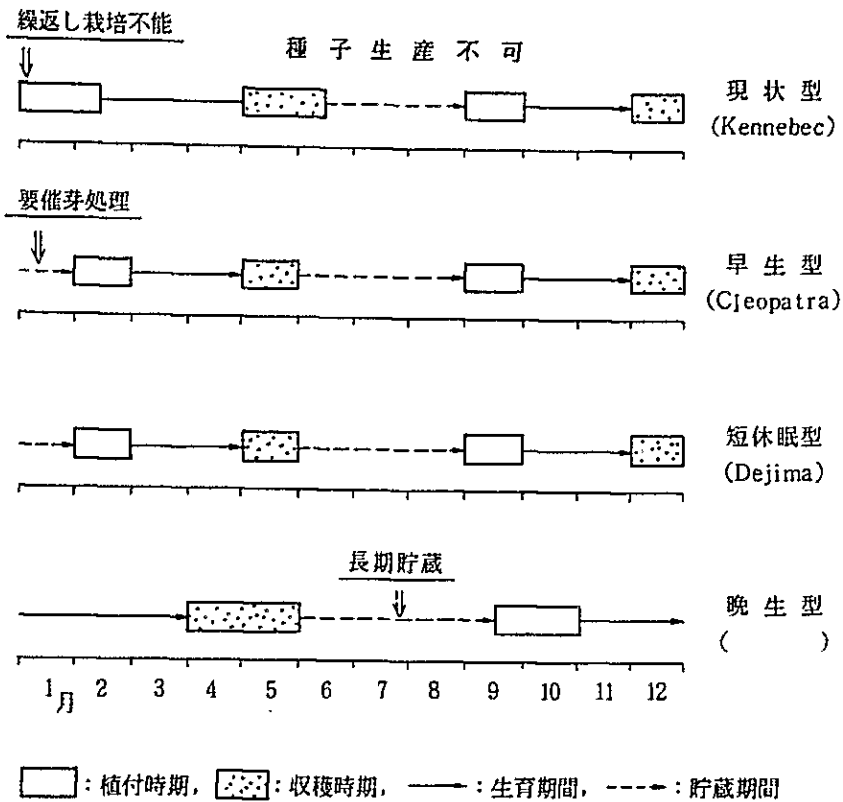 繰返し栽培不能
種子生産不可
現状型
(Kennebec)
要催芽処理
早生型
(Cleopatra)
短休眠型
(Dejima)
長期貯蔵
晩生型
(　　　)
1月 2 3 4 5 6 7 8 9 10 11 12
：植付時期， ：収穫時期， ：生育期間， ：貯蔵期間